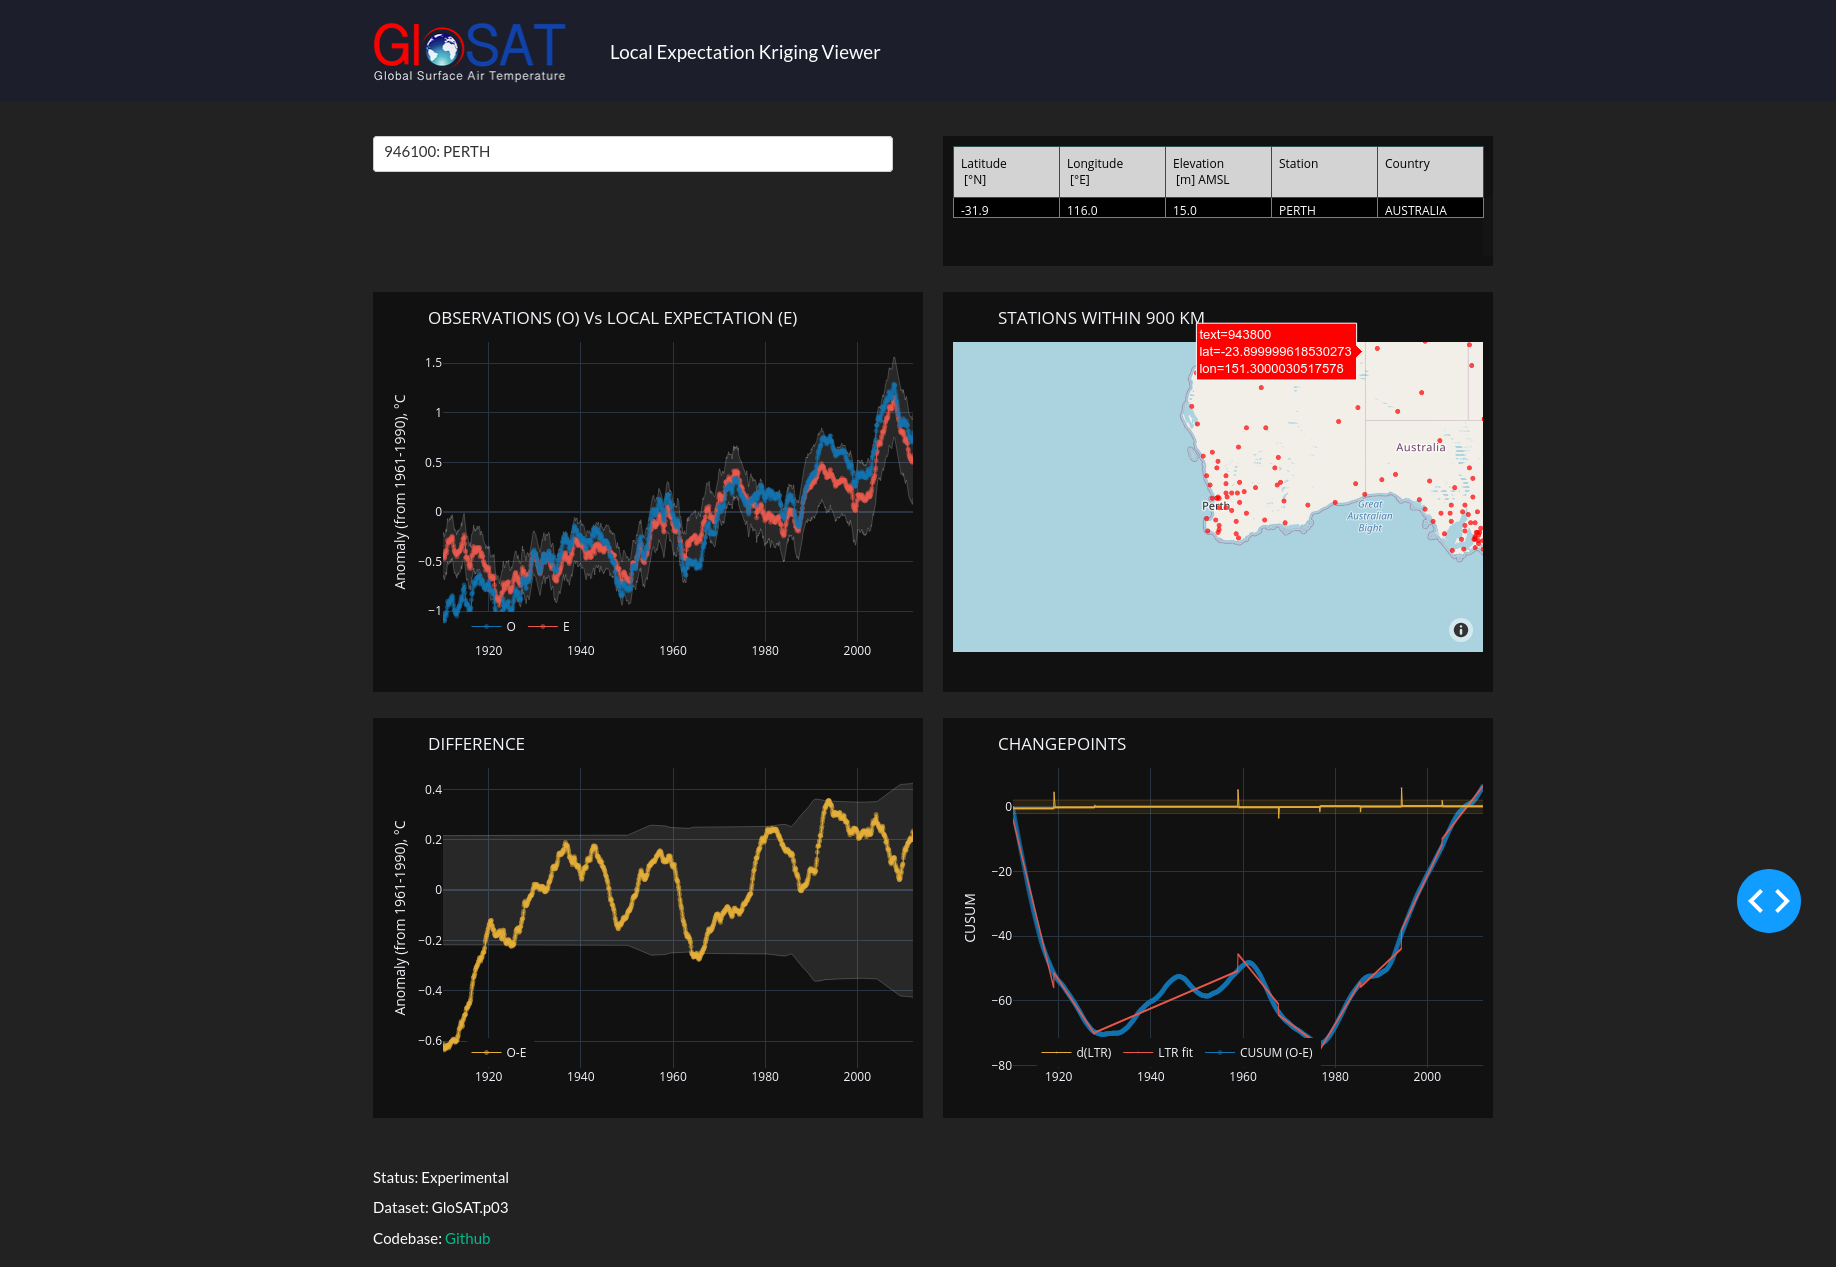 GloSAT
Global Surface Air Temperature
Local Expectation Kriging Viewer
946100: PERTH
Latitude [°N] Longitude [°E] Elevation [m] AMSL Station Country
-31.9 116.0 15.0 PERTH AUSTRALIA
OBSERVATIONS (O) Vs LOCAL EXPECTATION (E)
Anomaly (from 1961-1990), °C
1.5
1
0.5
0
−0.5
−1
O E
1920 1940 1960 1980 2000
STATIONS WITHIN 900 KM
text=943800
lat=-23.899999618530273
lon=151.3000030517578
Australia
Perth
Great
Australian
Bight
DIFFERENCE
Anomaly (from 1961-1990), °C
0.4
0.2
0
−0.2
−0.4
−0.6
O-E
1920 1940 1960 1980 2000
CHANGEPOINTS
CUSUM
0
−20
−40
−60
−80
d(LTR) LTR fit CUSUM (O-E)
1920 1940 1960 1980 2000
Status: Experimental
Dataset: GloSAT.p03
Codebase: Github